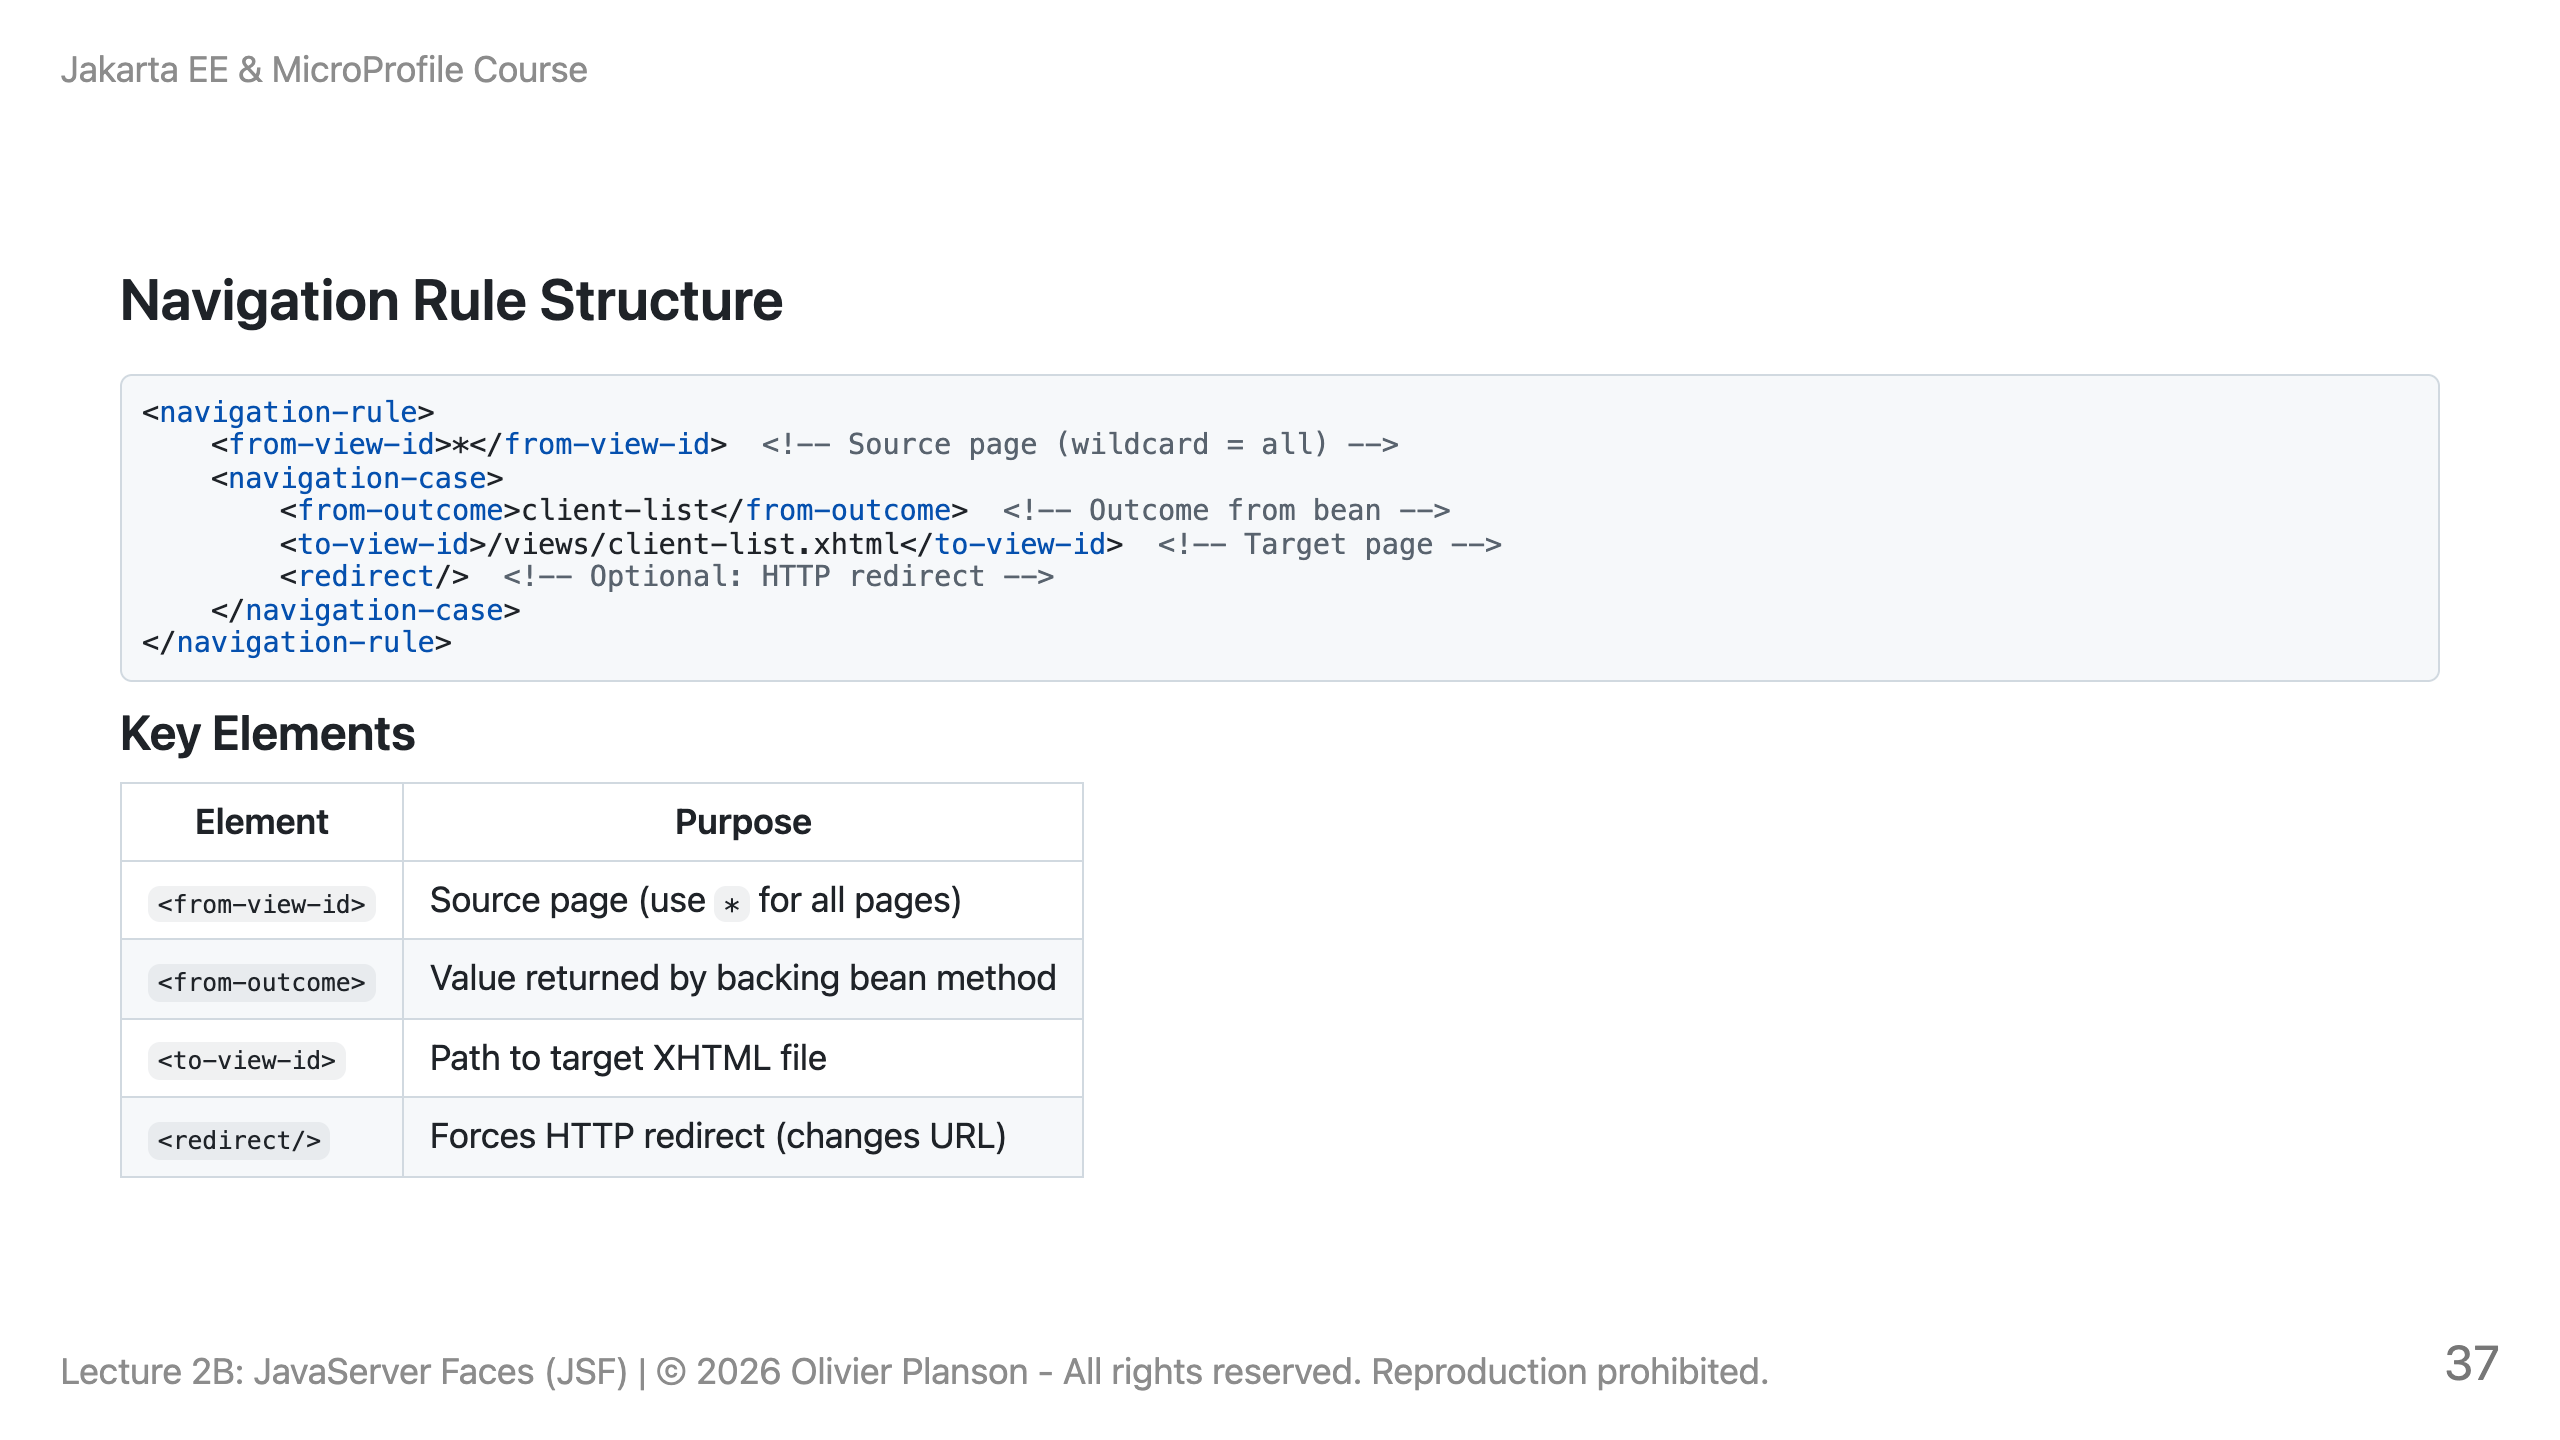 Jakarta EE & MicroProfile Course
Navigation Rule Structure
<navigation-rule>
    <from-view-id>*</from-view-id>  <!-- Source page (wildcard = all) -->
    <navigation-case>
        <from-outcome>client-list</from-outcome>  <!-- Outcome from bean -->
        <to-view-id>/views/client-list.xhtml</to-view-id>  <!-- Target page -->
        <redirect/>  <!-- Optional: HTTP redirect -->
    </navigation-case>
</navigation-rule>
Key Elements
Element Purpose
<from-view-id> Source page (use * for all pages)
<from-outcome> Value returned by backing bean method
<to-view-id> Path to target XHTML file
<redirect/> Forces HTTP redirect (changes URL)
Lecture 2B: JavaServer Faces (JSF) | © 2026 Olivier Planson - All rights reserved. Reproduction prohibited.
37